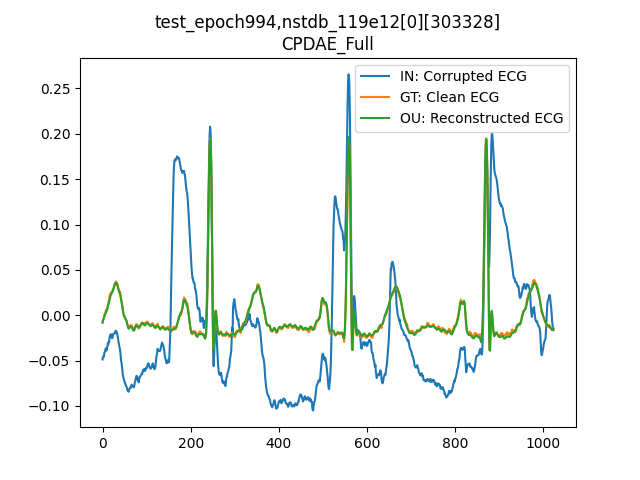 test_epoch994,nstdb_119e12[0][303328]
CPDAE_Full
IN: Corrupted ECG
GT: Clean ECG
OU: Reconstructed ECG
0.25
0.20
0.15
0.10
0.05
0.00
−0.05
−0.10
0 200 400 600 800 1000